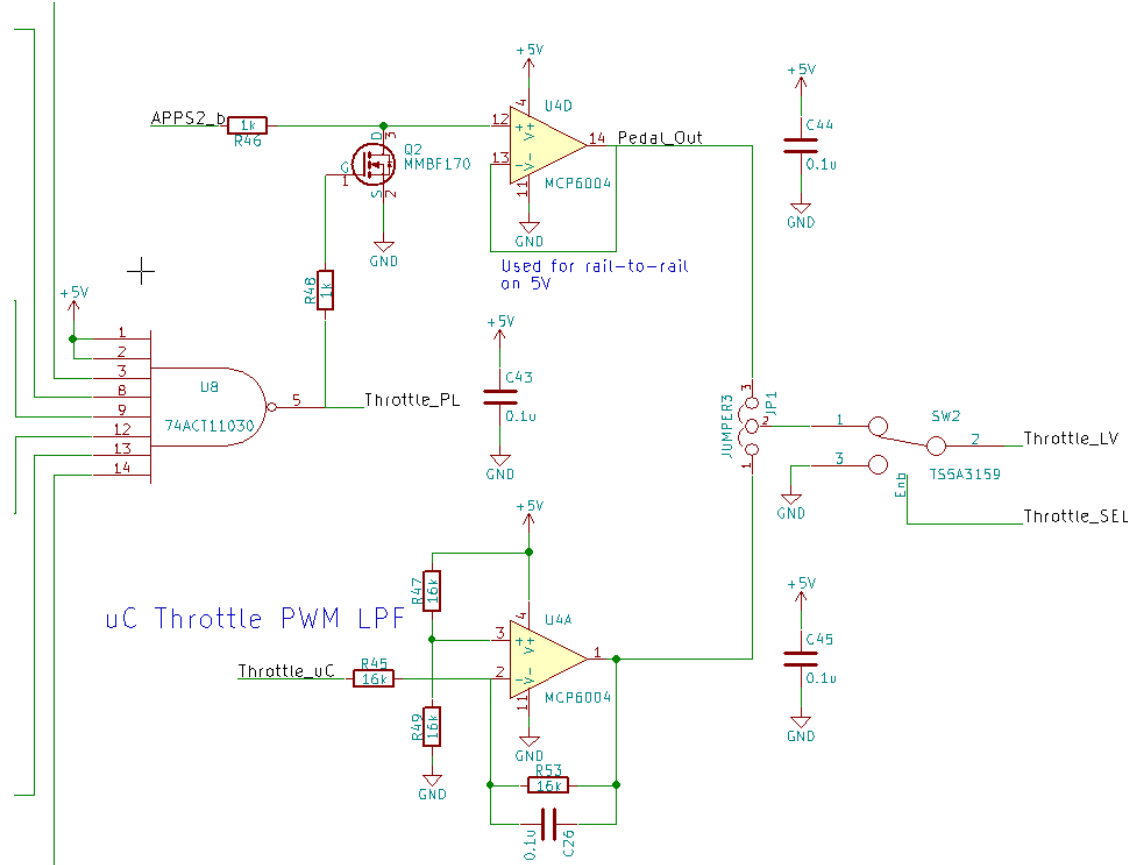 +5V
+5V
U4D
APPS2_b
1k
R46
D
3
Q2
MMBF170
G
1
S
2
GND
12
13
+
V+
-
V-
4
11
14
Pedal_Out
MCP6004
GND
C44
0.1u
GND
Used for rail-to-rail
on 5V
R48
1k
+5V
1
2
3
8
9
12
13
14
U8
74ACT11030
5
Throttle_PL
+5V
C43
0.1u
GND
3
JP1
2
JUMPER3
1
1
SW2
2
Throttle_LV
3
TS5A3159
GND
Enb
Throttle_SEL
+5V
R47
16k
uC Throttle PWM LPF
U4A
4
3
+
V+
2
-
V-
11
1
MCP6004
GND
Throttle_uC
R45
16k
R49
16k
GND
R53
16k
0.1u
C26
+5V
C45
0.1u
GND